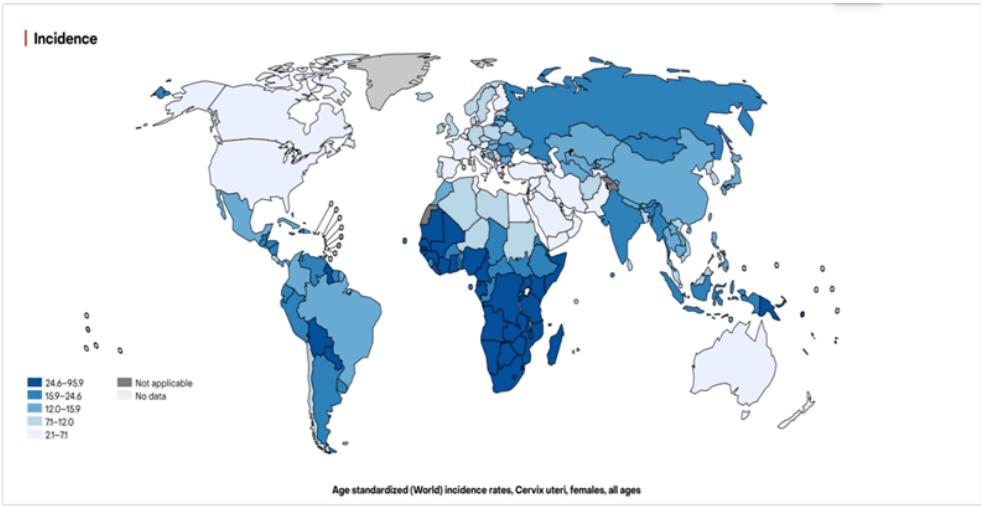 Incidence
24.6–95.9
15.9–24.6
12.0–15.9
7.1–12.0
2.1–7.1
Not applicable
No data
Age standardized (World) incidence rates, Cervix uteri, females, all ages